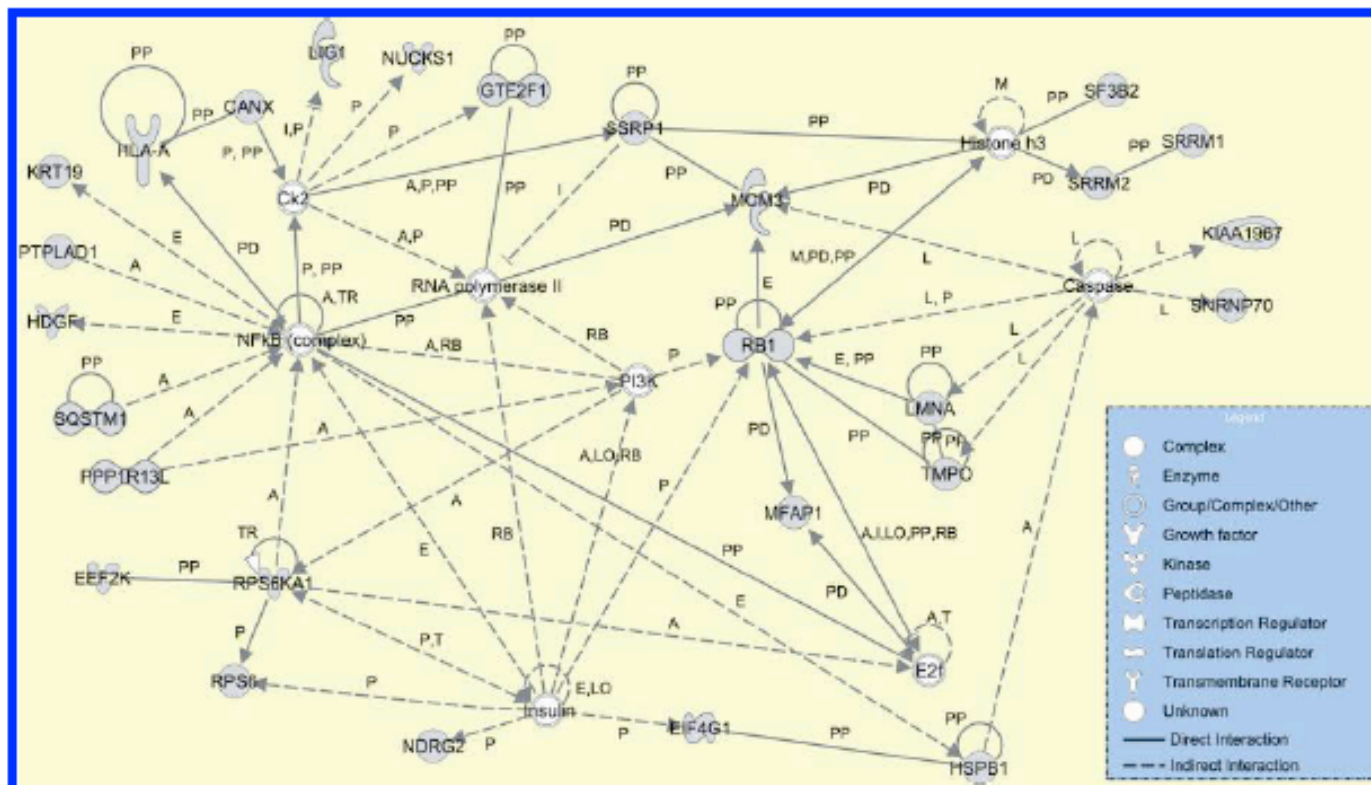 PP
LIG1
NUCKS1
PP
GTF2F1
PP
M
SF3B2
PP
CANX
PP
I,P
P
P
SSRP1
PP
Histone h3
SRRM1
PP
HLA-A
P, PP
KRT19
Ck2
A,P,PP
PP
I
PP
PD
PD
SRRM2
MCM3
KIAA1967
PTPLAD1
E
PD
A,P
PD
L
L
A
P, PP
RNA polymerase II
M,PD,PP
L
Caspase
A,TR
E
PP
L, P
L
SNRNP70
HDGF
E
NFkB (complex)
PP
RB
RB1
L
PP
A,RB
P
E, PP
PP
L
A
PI3K
LMNA
SQSTM1
A
A
PD
PP
PP
PP
PPP1R13L
A,LO,RB
P
TMPO
A
A
MFAP1
A,I,LO,PP,RB
TR
RB
PP
A
EEF2K
PP
RPS6KA1
E
PD
E
P
P,T
A
A,T
RPS6
P
E,LO
E2f
Insulin
EIF4G1
PP
NDRG2
P
P
PP
HSPB1
Legend
Complex
Enzyme
Group/Complex/Other
Growth factor
Kinase
Peptidase
Transcription Regulator
Translation Regulator
Transmembrane Receptor
Unknown
Direct Interaction
Indirect Interaction